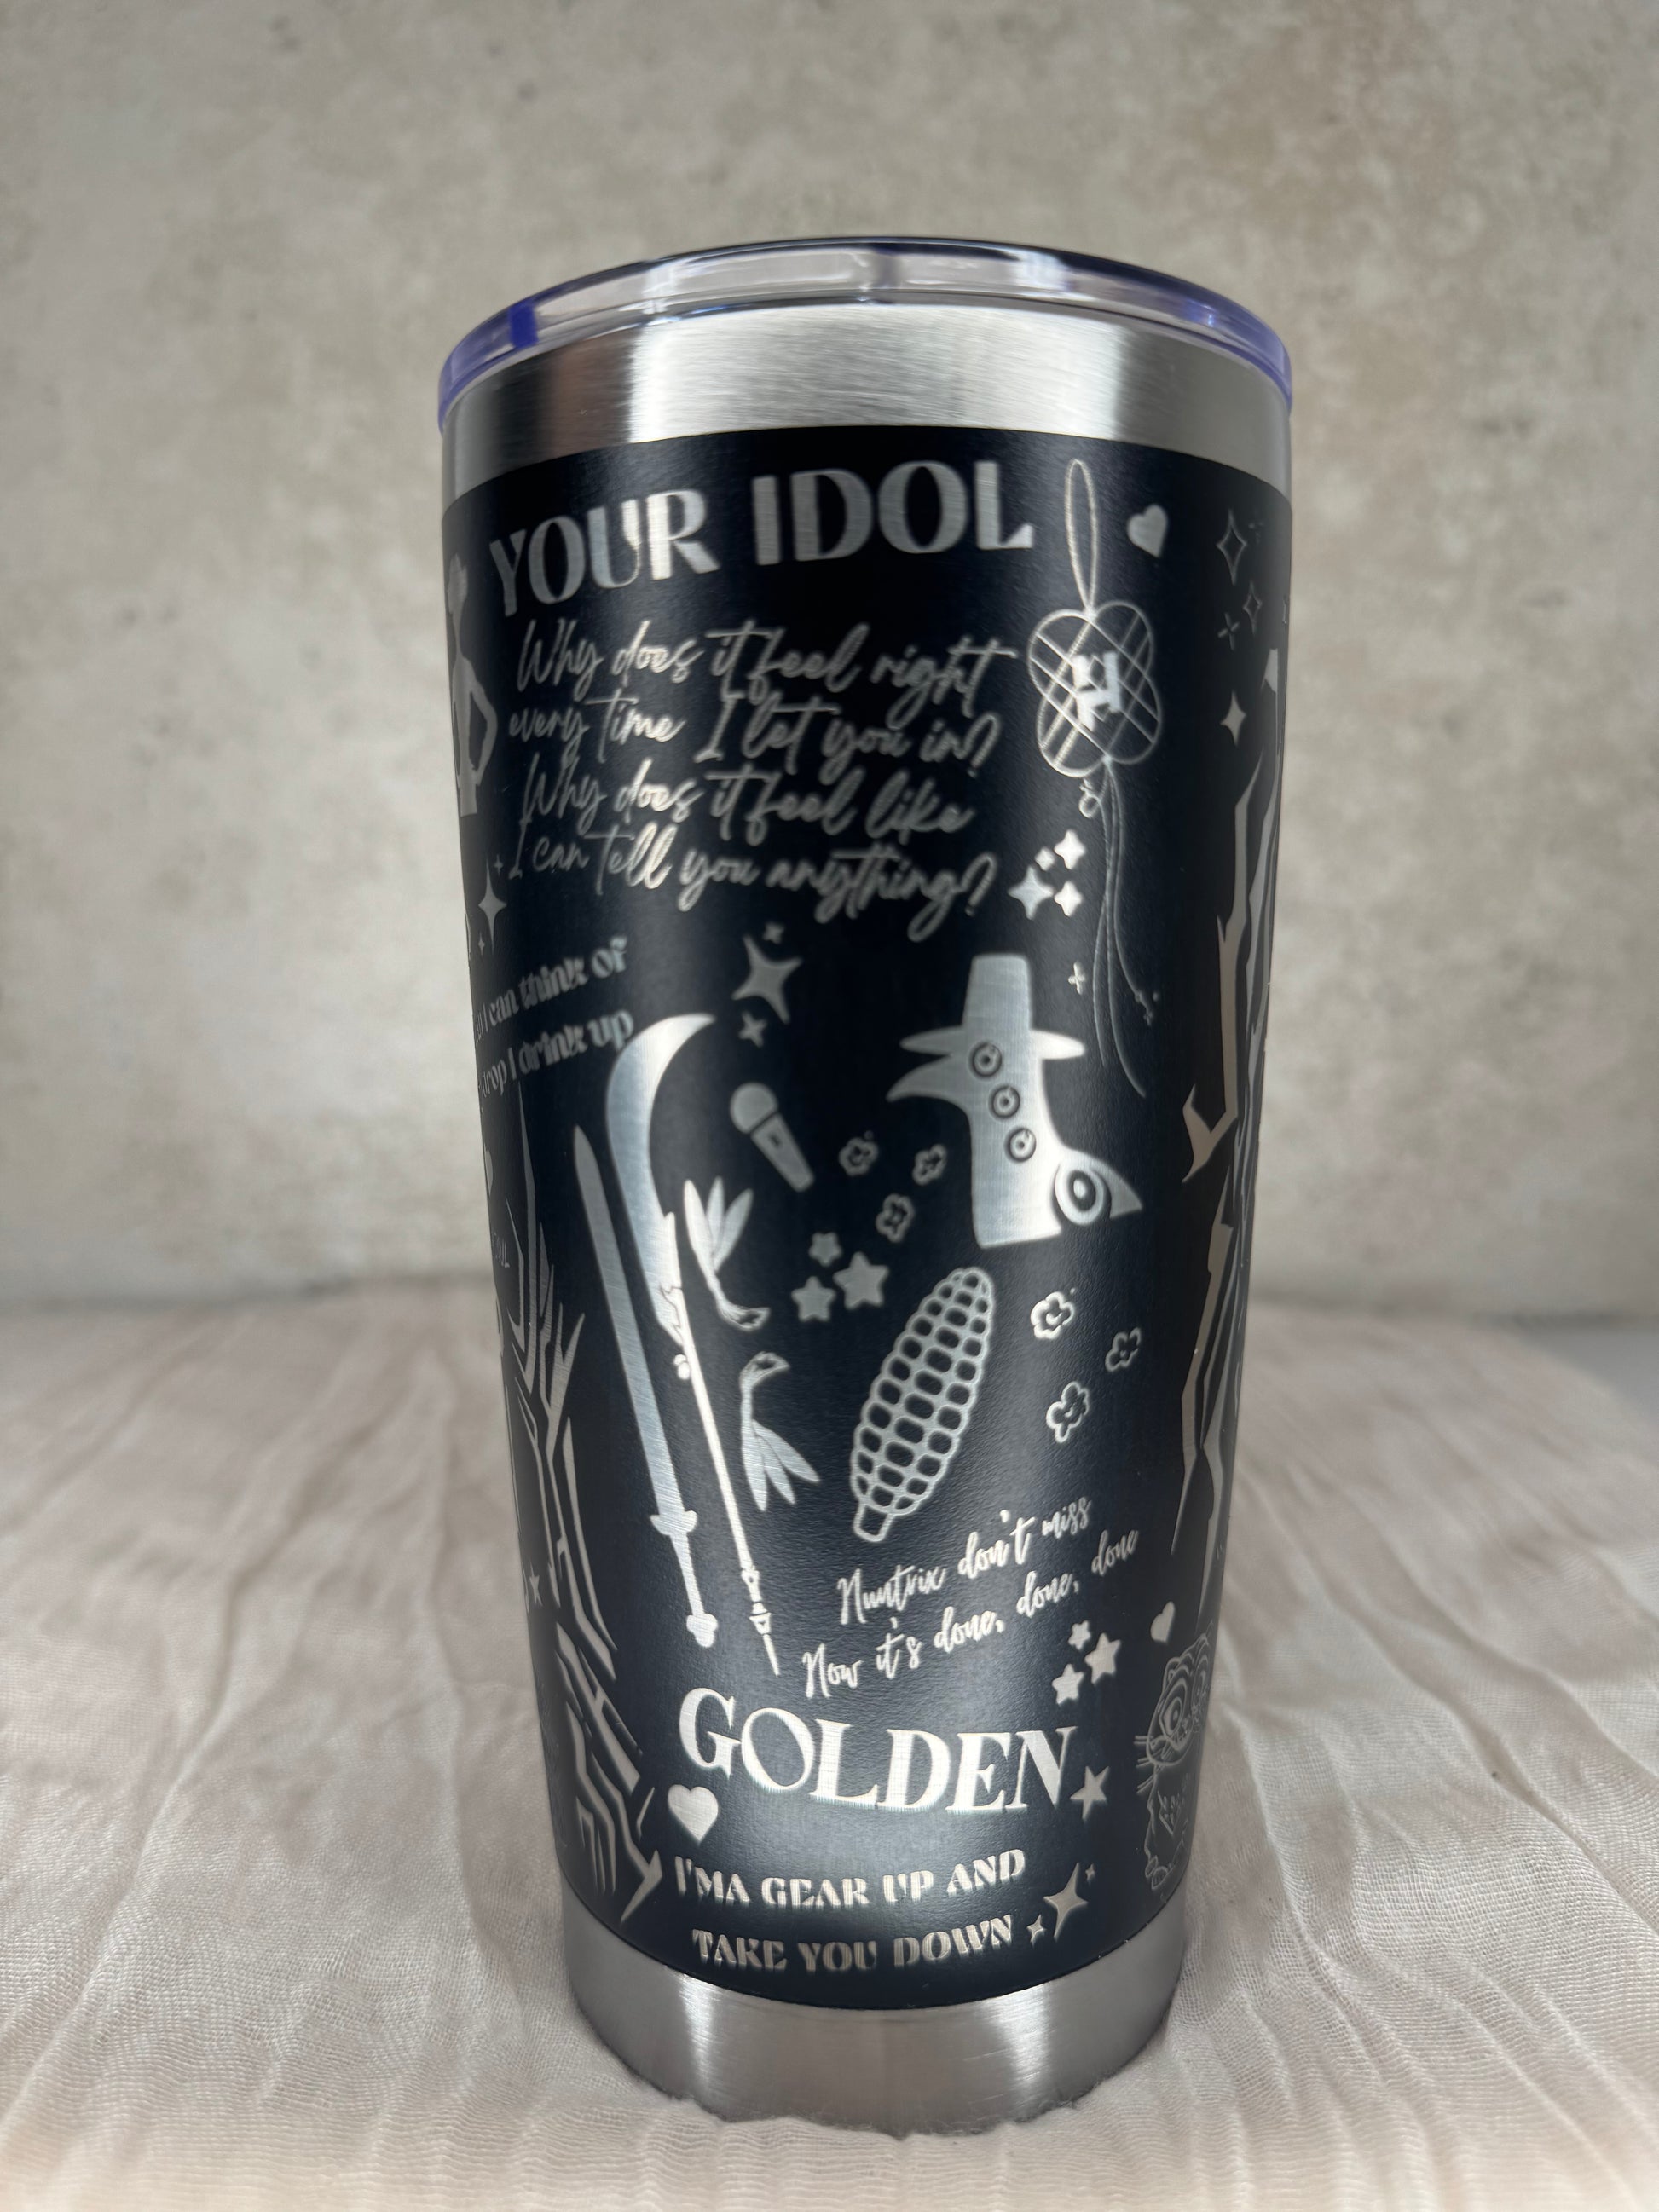 YOUR IDOL
Why does it feel right
every time I let you in?
Why does it feel like
I can tell you anything?
I can think of
drop I drink up
Huntrix don't miss
Now it's done, done, done
GOLDEN
I'MA GEAR UP AND
TAKE YOU DOWN